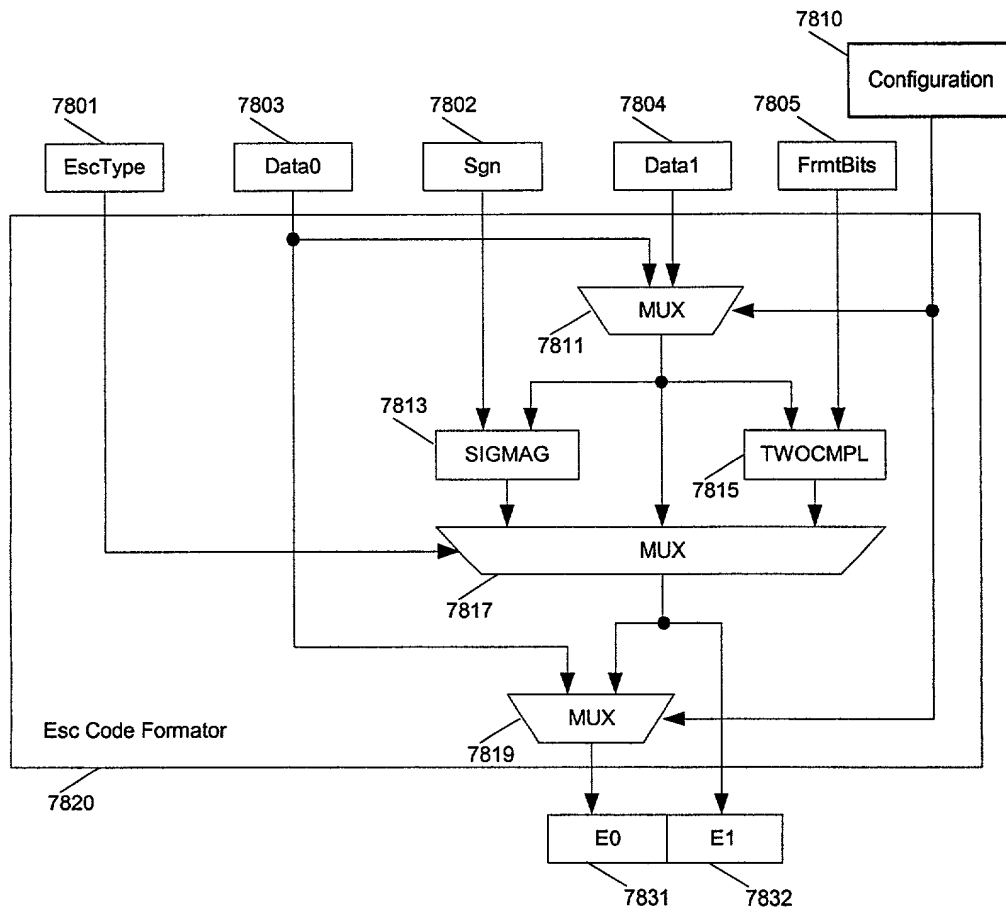 7810
Configuration
7801
7803
7802
7804
7805
EscType
Data0
Sgn
Data1
FrmtBits
MUX
7811
7813
SIGMAG
TWOCMPL
7815
MUX
7817
MUX
Esc Code Formator
7819
7820
E0
E1
7831
7832